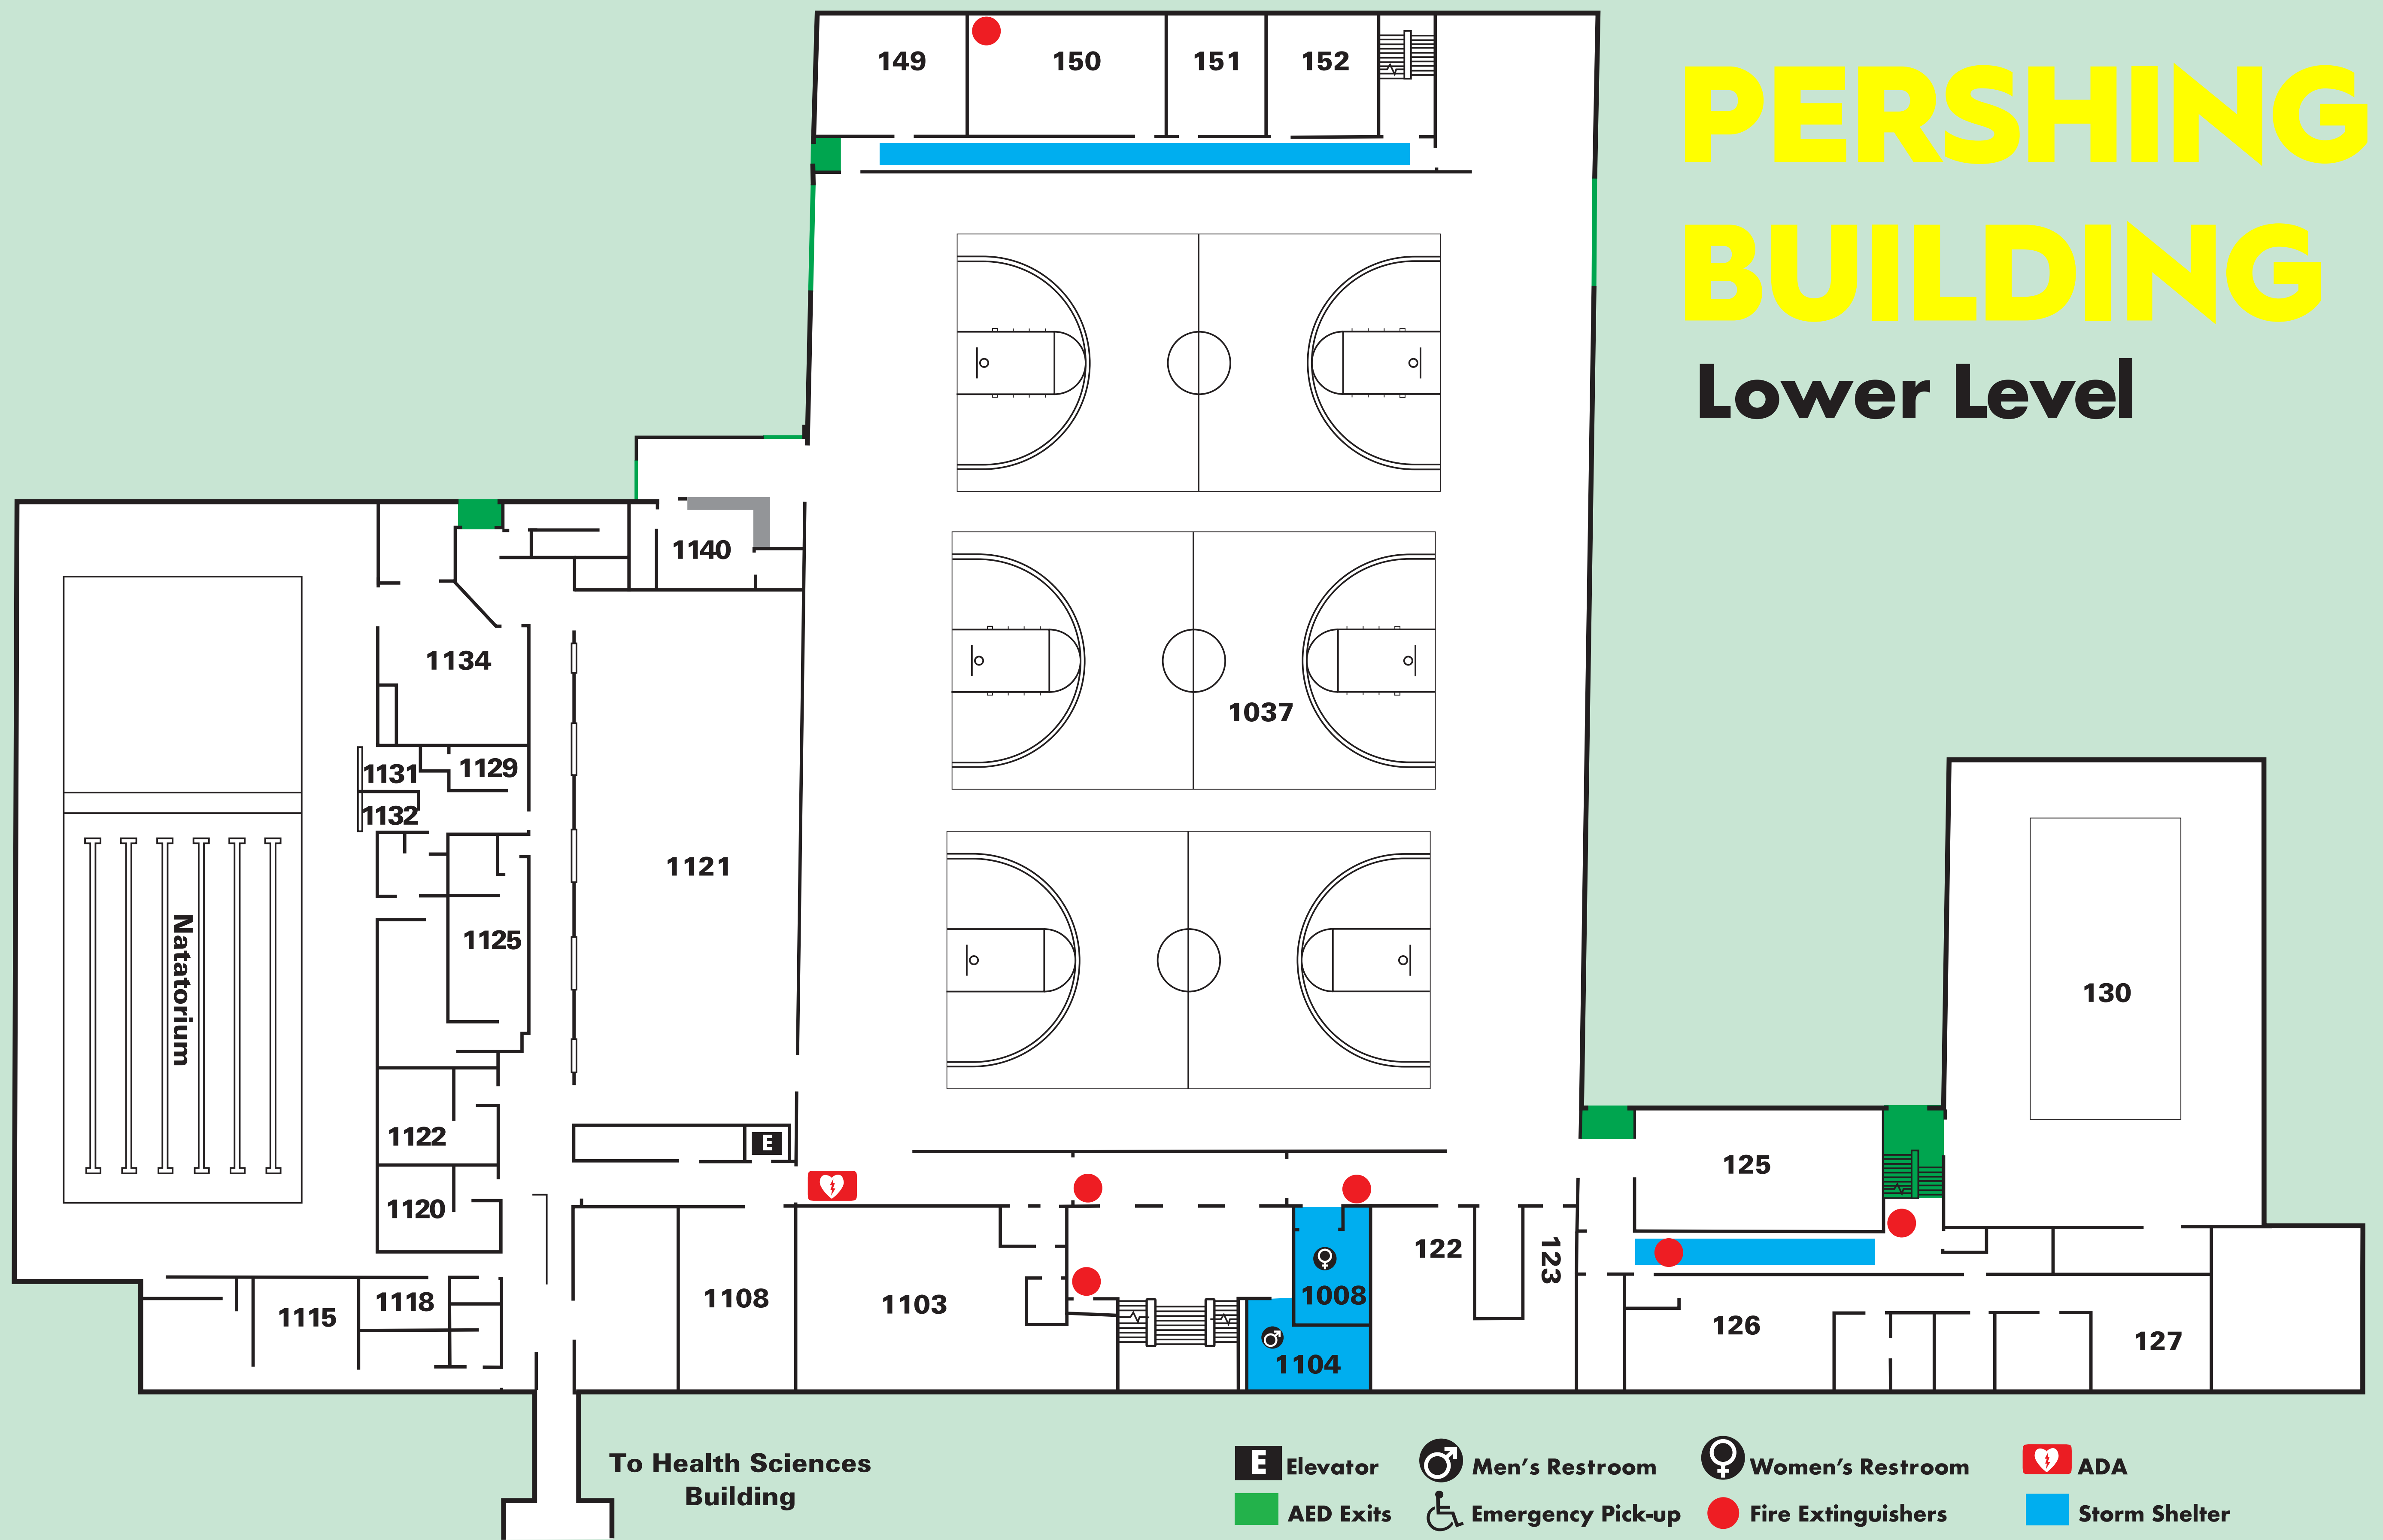 PERSHING
BUILDING
Lower Level
149
150
151
152
1140
1134
1037
1131
1129
1132
1121
1125
Natatorium
130
1122
E
125
1120
122
123
1108
1103
1008
1115
1118
126
127
1104
To Health Sciences
Building
E Elevator
Men's Restroom
Women's Restroom
ADA
AED Exits
Emergency Pick-up
Fire Extinguishers
Storm Shelter